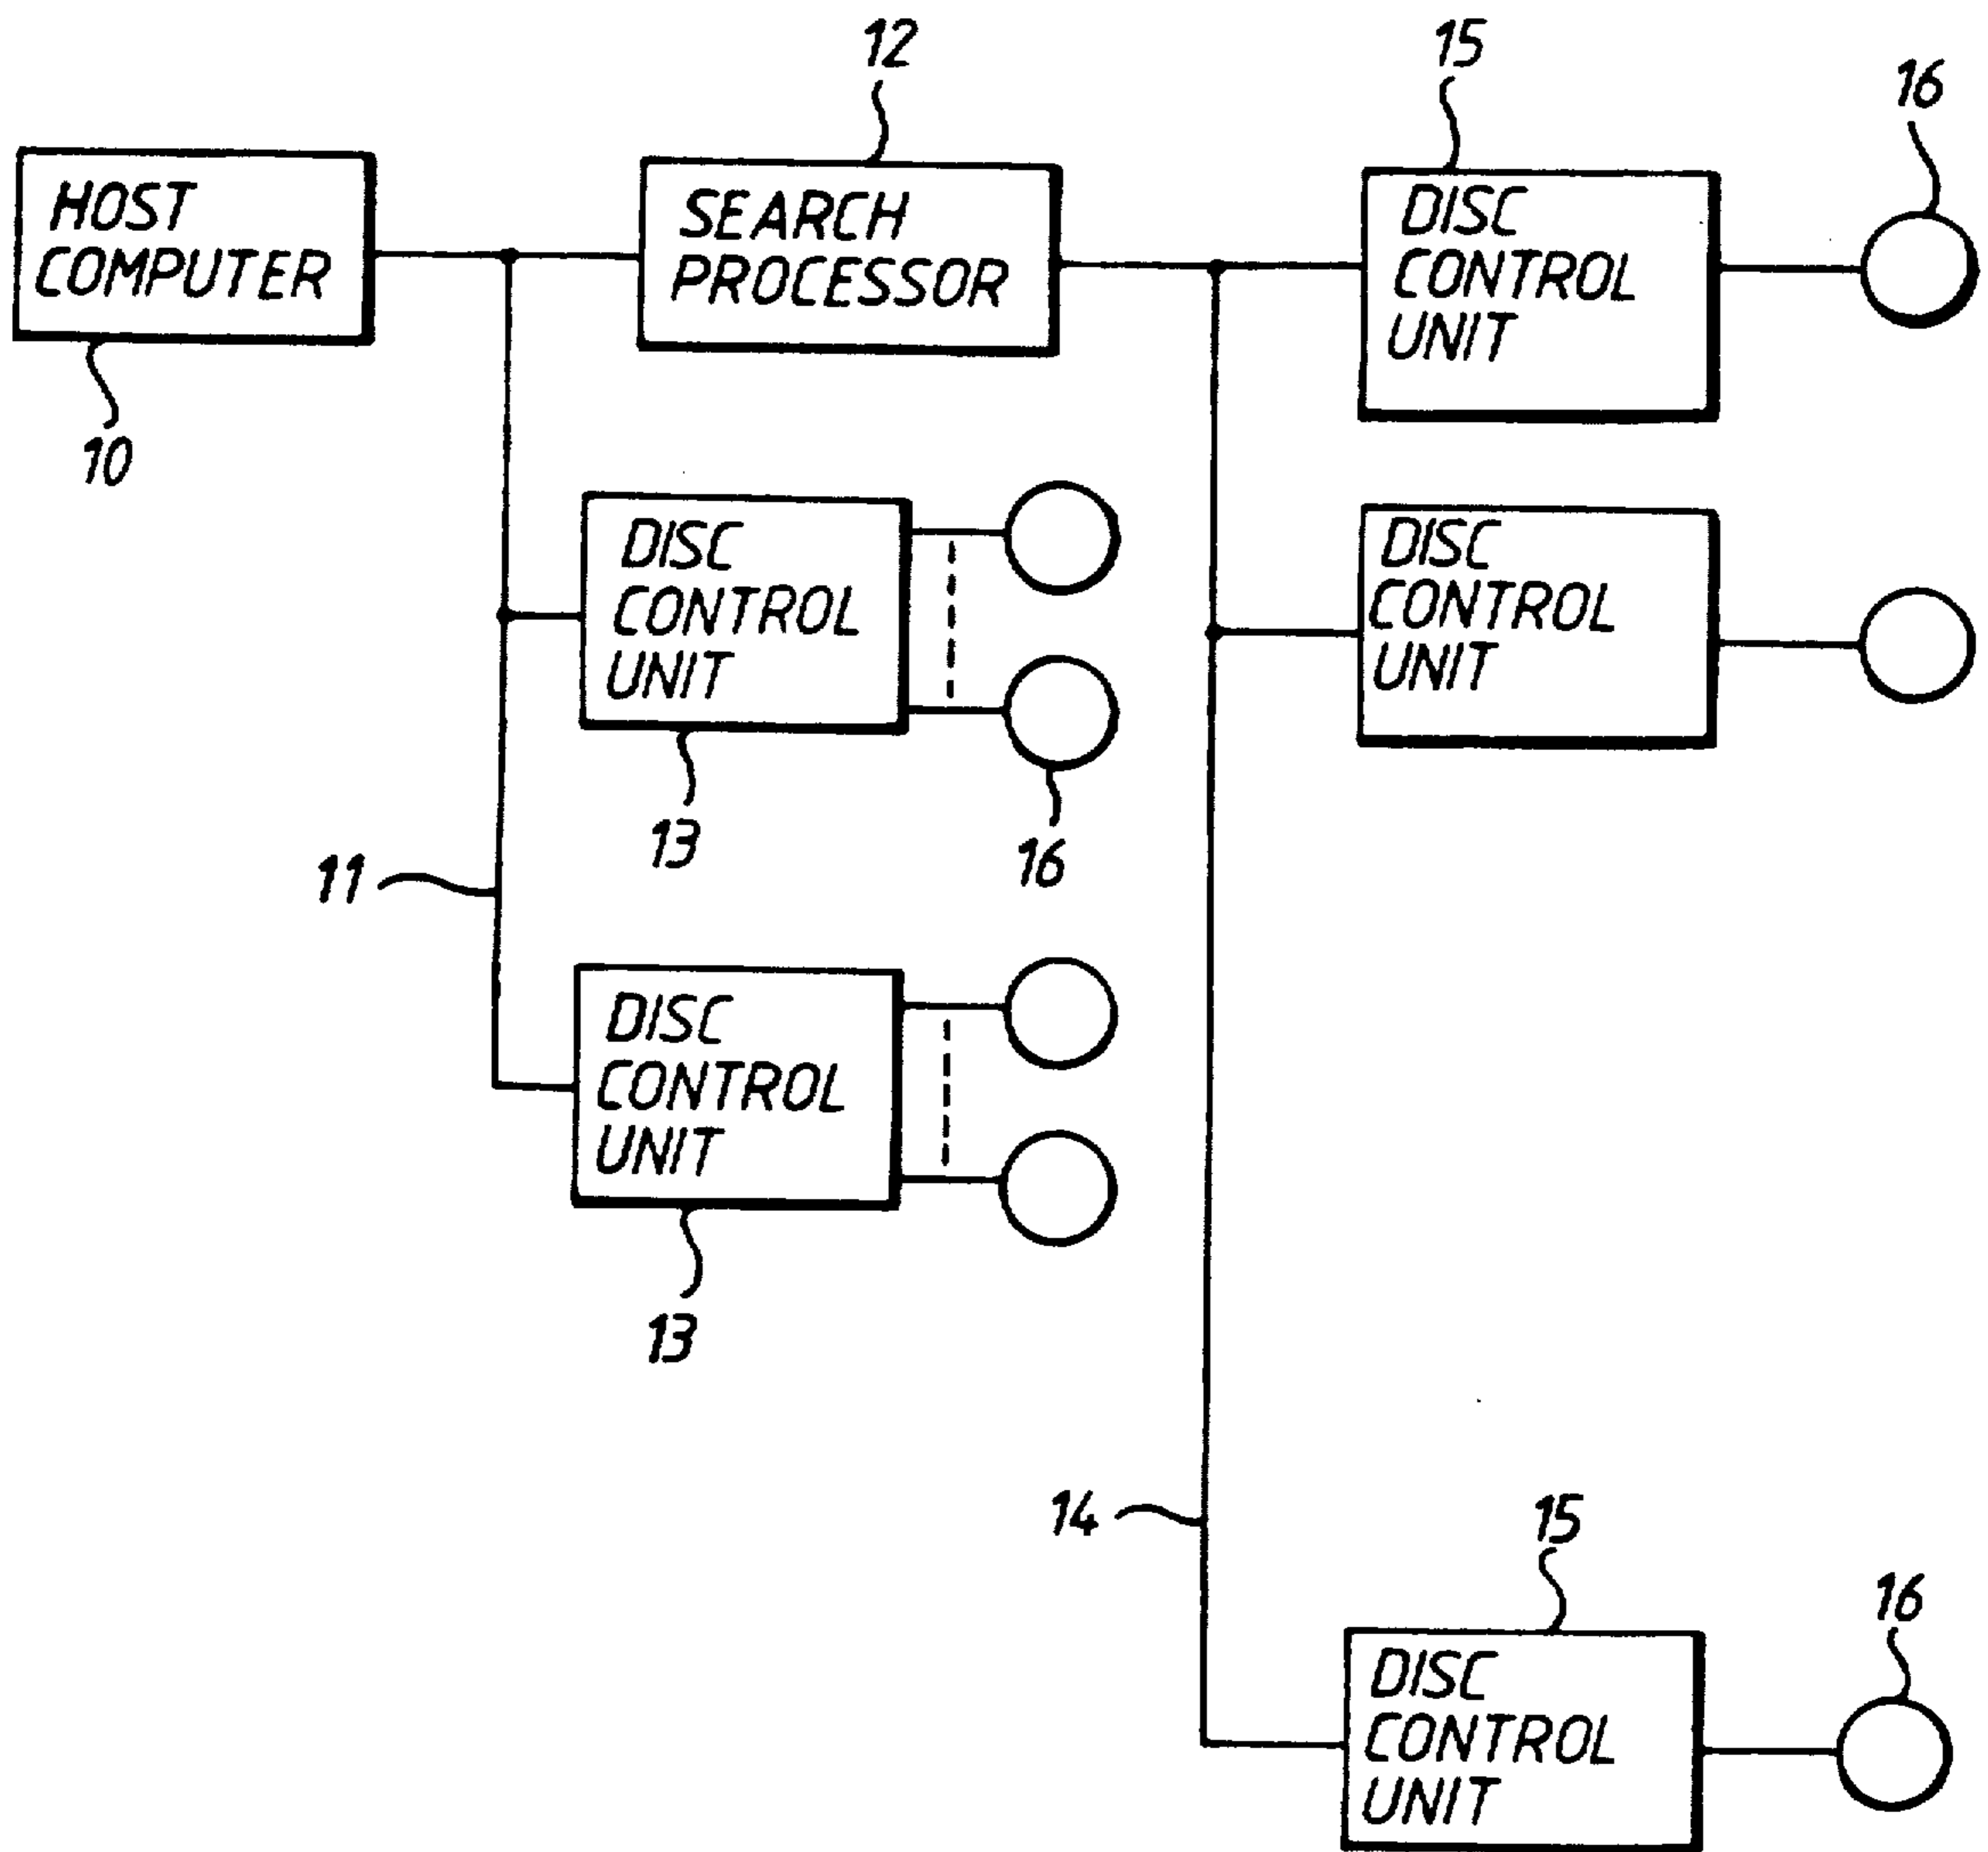 12
15
16
HOST
COMPUTER
10
SEARCH
PROCESSOR
DISC
CONTROL
UNIT
DISC
CONTROL
UNIT
13
16
DISC
CONTROL
UNIT
11
DISC
CONTROL
UNIT
13
14
15
16
DISC
CONTROL
UNIT